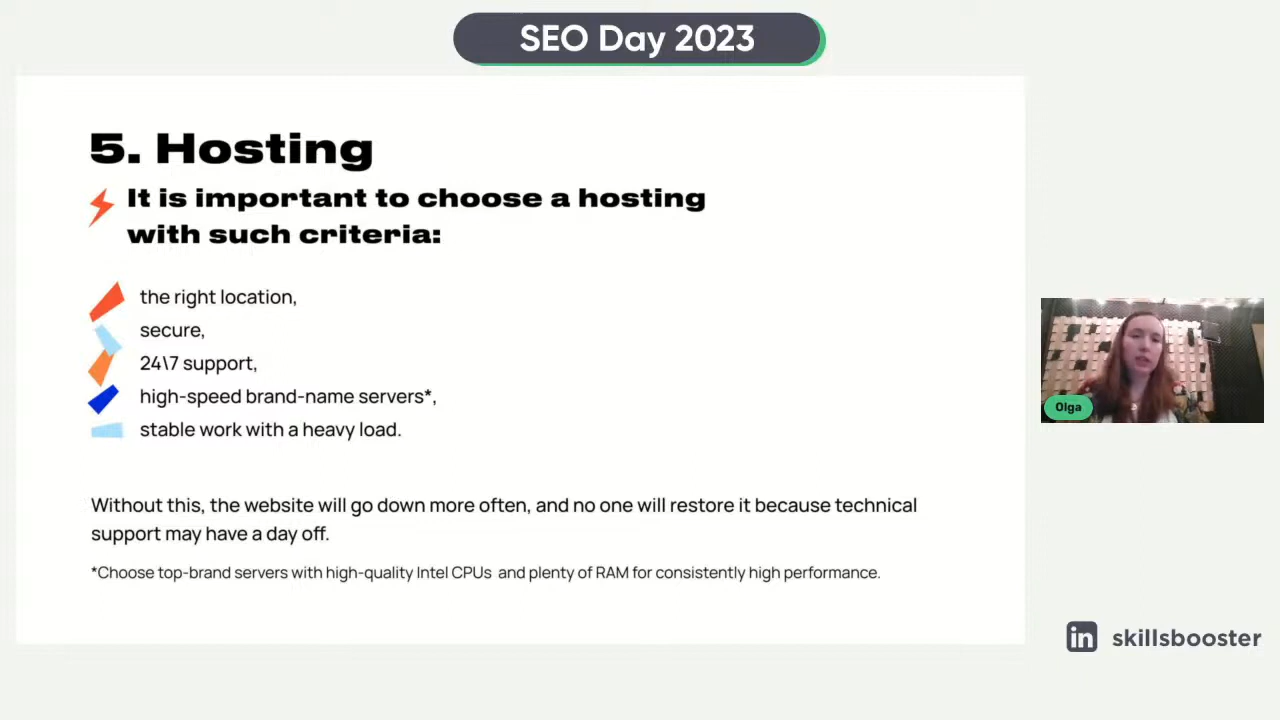 SEO Day 2023
5. Hosting
It is important to choose a hosting
with such criteria:
the right location,
secure,
24\7 support,
high-speed brand-name servers*,
stable work with a heavy load.
Without this, the website will go down more often, and no one will restore it because technical
support may have a day off.
*Choose top-brand servers with high-quality Intel CPUs and plenty of RAM for consistently high performance.
Olga
in skillsbooster